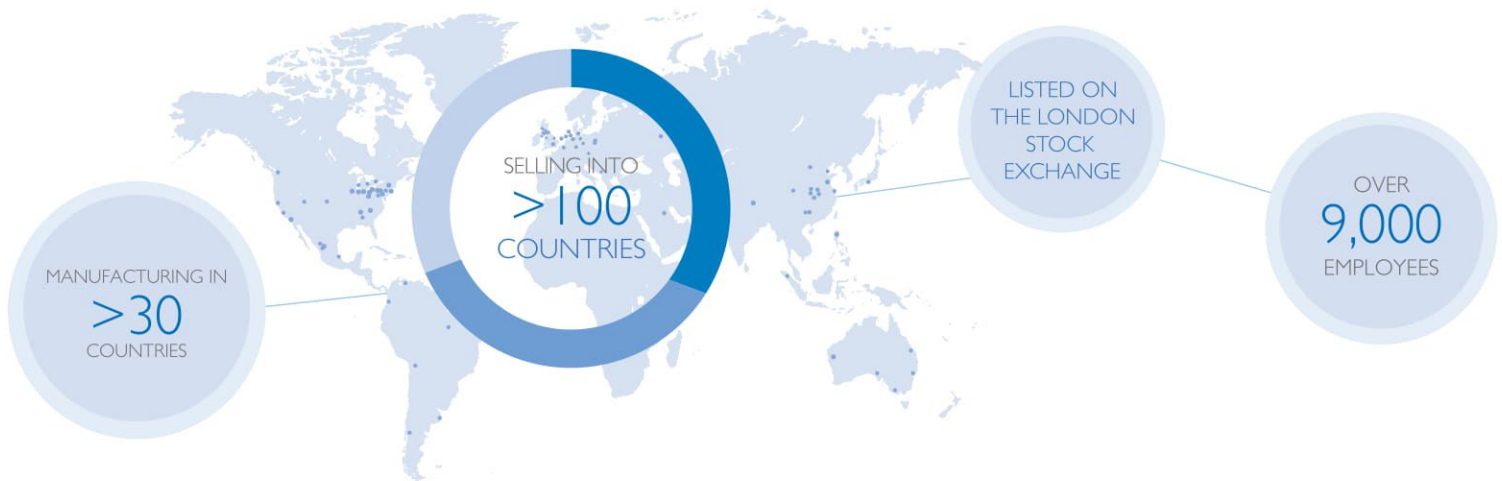 MANUFACTURING IN
>30
COUNTRIES
SELLING INTO
>100
COUNTRIES
LISTED ON
THE LONDON
STOCK
EXCHANGE
OVER
9,000
EMPLOYEES